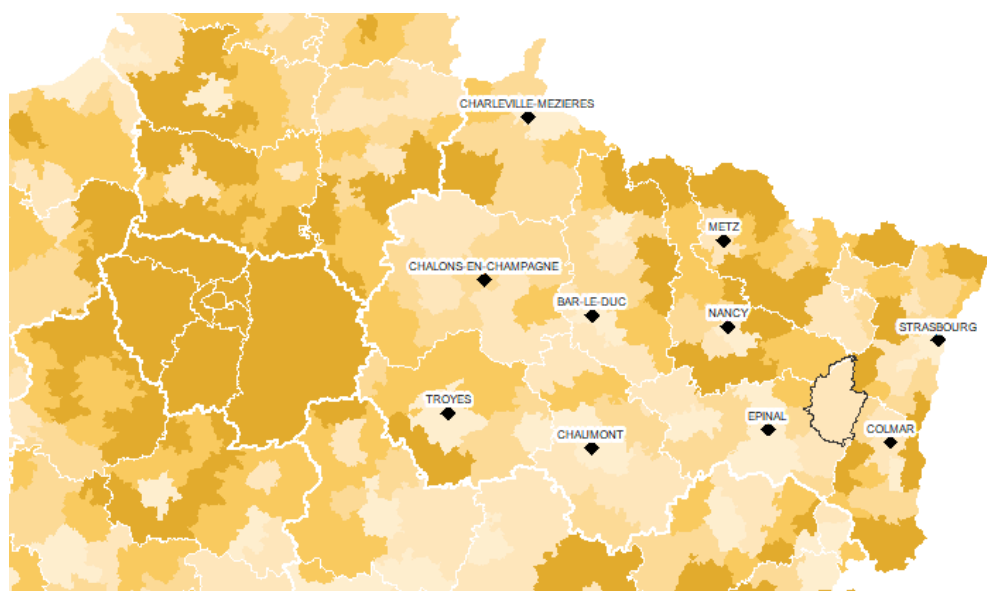 CHARLEVILLE-MEZIERES
METZ
CHALONS-EN-CHAMPAGNE
BAR-LE-DUC
NANCY
STRASBOURG
TROYES
EPINAL
CHAUMONT
COLMAR